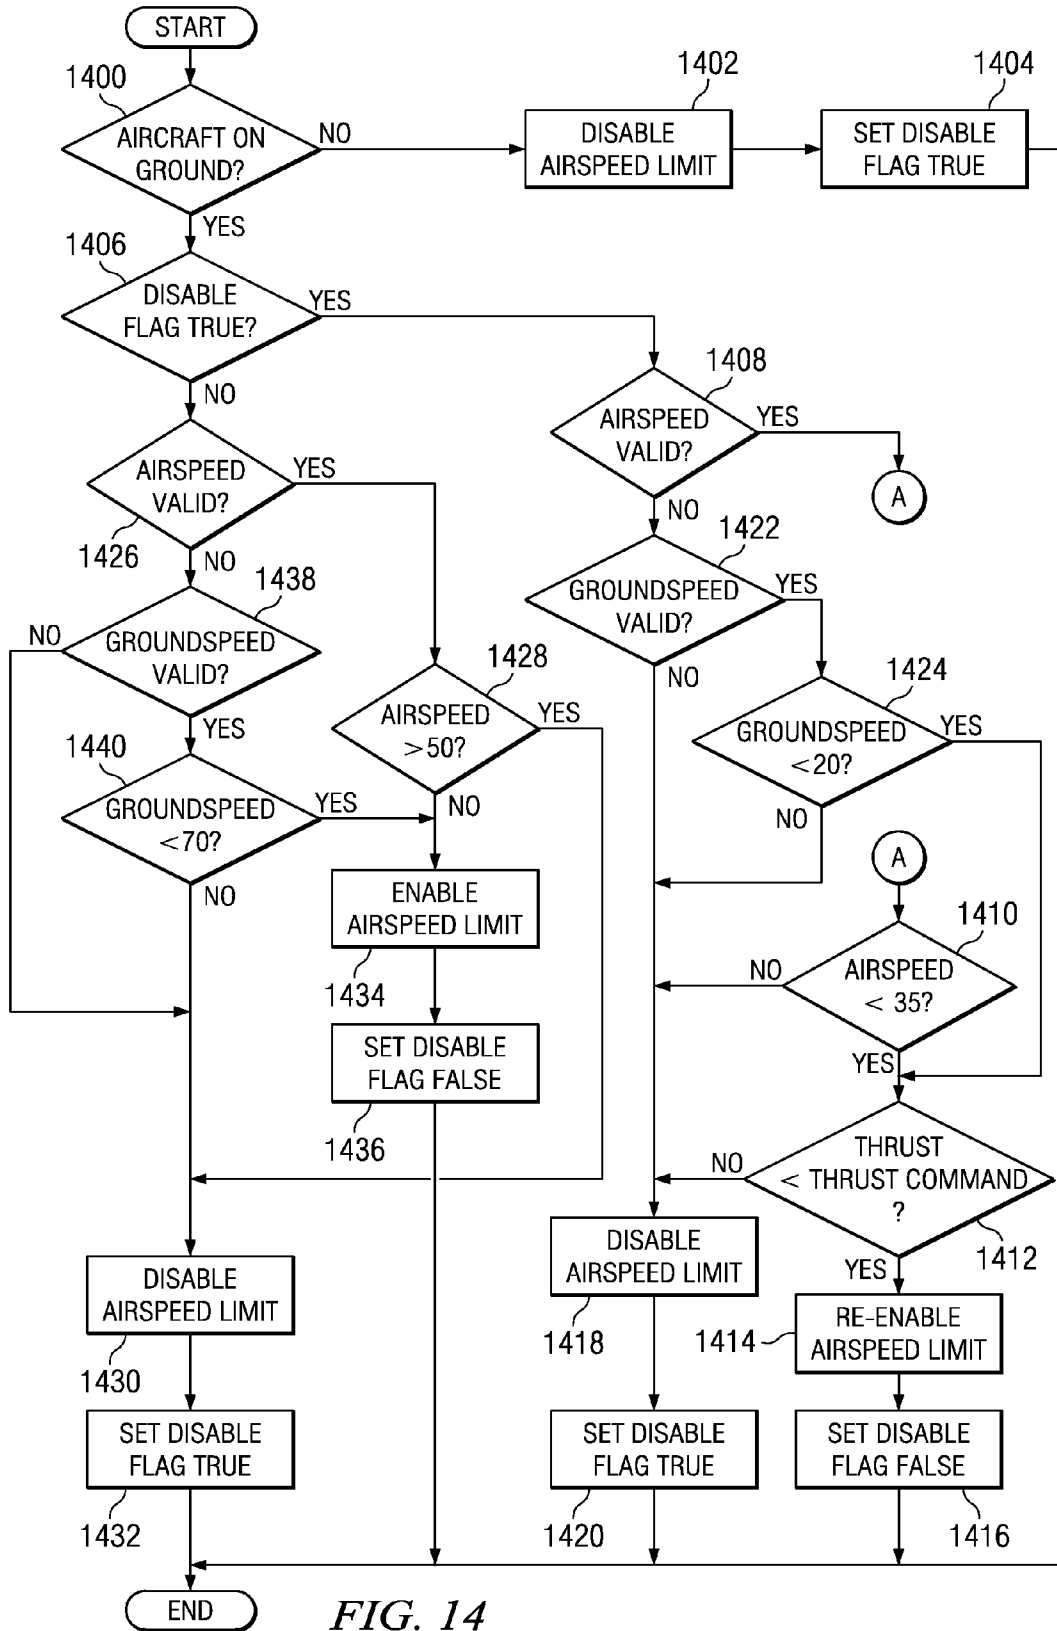 START
1400
AIRCRAFT ON
GROUND?
NO
1402
DISABLE
AIRSPEED LIMIT
1404
SET DISABLE
FLAG TRUE
YES
1406
DISABLE
FLAG TRUE?
YES
NO
1408
AIRSPEED
VALID?
YES
A
NO
AIRSPEED
VALID?
YES
1426
NO
1422
GROUNDSPEED
VALID?
YES
NO
1438
GROUNDSPEED
VALID?
NO
YES
1428
AIRSPEED
>50?
YES
NO
1424
GROUNDSPEED
<20?
YES
NO
1440
GROUNDSPEED
<70?
YES
NO
A
ENABLE
AIRSPEED LIMIT
1434
1410
AIRSPEED
< 35?
NO
YES
SET DISABLE
FLAG FALSE
1436
THRUST
< THRUST COMMAND
?
NO
1412
YES
DISABLE
AIRSPEED LIMIT
1430
DISABLE
AIRSPEED LIMIT
1418
RE-ENABLE
AIRSPEED LIMIT
1414
SET DISABLE
FLAG TRUE
1432
SET DISABLE
FLAG TRUE
1420
SET DISABLE
FLAG FALSE
1416
END
FIG. 14